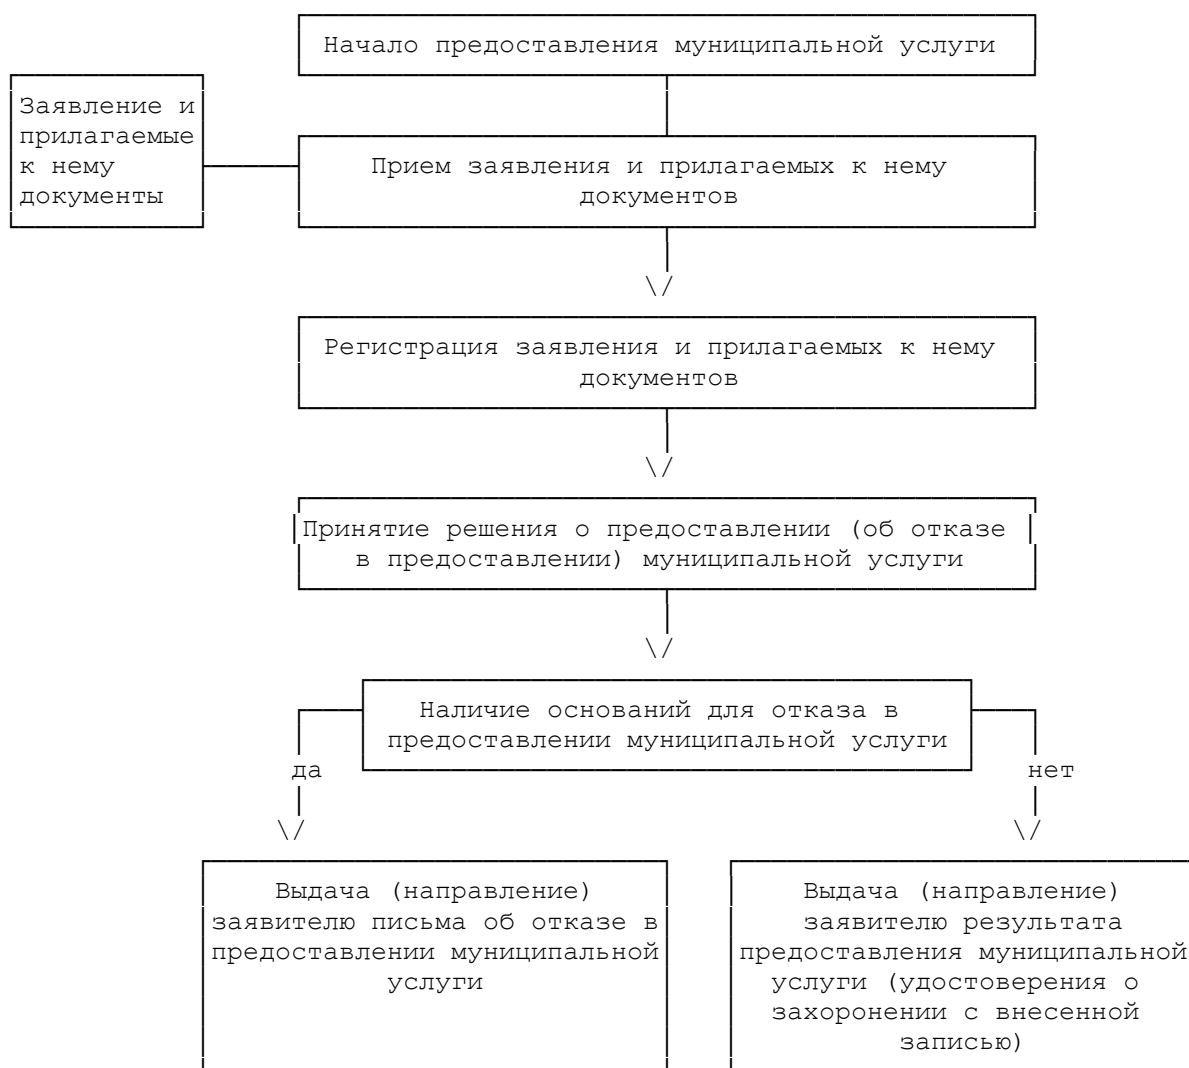 Начало предоставления муниципальной услуги
Заявление и
прилагаемые
к нему
документы
Прием заявления и прилагаемых к нему
документов
Регистрация заявления и прилагаемых к нему
документов
Принятие решения о предоставлении (об отказе
в предоставлении) муниципальной услуги
Наличие оснований для отказа в
предоставлении муниципальной услуги
да
нет
Выдача (направление)
заявителю письма об отказе в
предоставлении муниципальной
услуги
Выдача (направление)
заявителю результата
предоставления муниципальной
услуги (удостоверения о
захоронении с внесенной
записью)